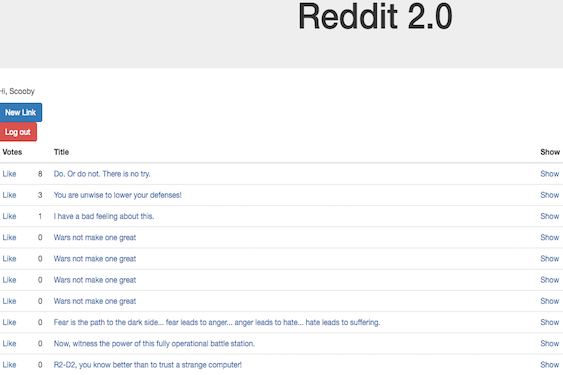 Reddit 2.0
Hi, Scooby
New Link
Log out
Votes Title Show
Like 8 Do. Or do not. There is no try. Show
Like 3 You are unwise to lower your defenses! Show
Like 1 I have a bad feeling about this. Show
Like 0 Wars not make one great Show
Like 0 Wars not make one great Show
Like 0 Wars not make one great Show
Like 0 Wars not make one great Show
Like 0 Fear is the path to the dark side... fear leads to anger... anger leads to hate... hate leads to suffering. Show
Like 0 Now, witness the power of this fully operational battle station. Show
Like 0 R2-D2, you know better than to trust a strange computer! Show